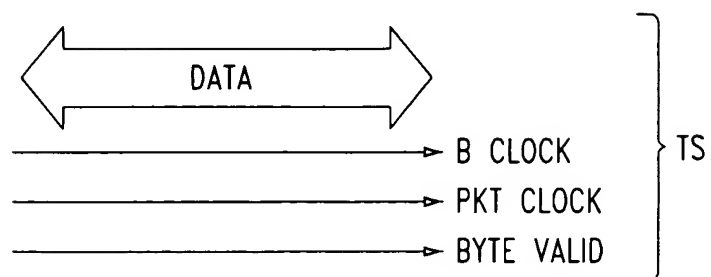 DATA
B CLOCK
TS
PKT CLOCK
BYTE VALID